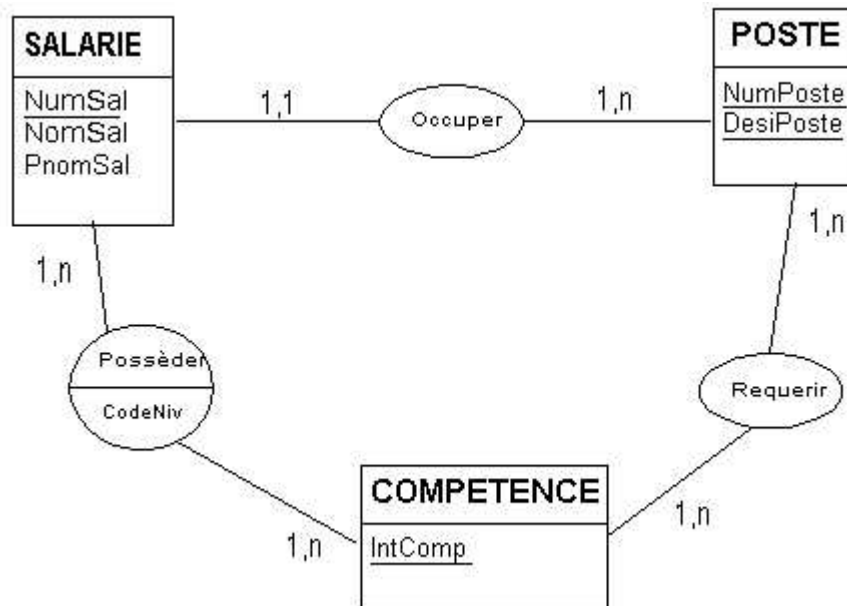 SALARIE
NumSal
NomSal
PnomSal
1,1
Occuper
1,n
POSTE
NumPoste
DesiPoste
1,n
Possèder
CodeNiv
1,n
COMPETENCE
IntComp
1,n
Requerir
1,n